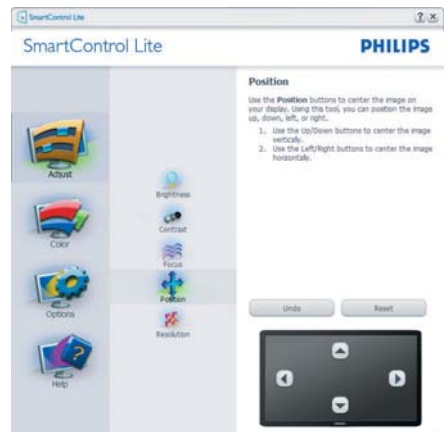 SmartControl Lite
SmartControl Lite
PHILIPS
Adjust
Color
Options
Help
Brightness
Contrast
Focus
Position
Resolution
Position
Use the Position buttons to center the image on
your display. Using this tool, you can position the image
up, down, left, or right.
1. Use the Up/Down buttons to center the image
vertically.
2. Use the Left/Right buttons to center the image
horizontally.
Undo
Reset